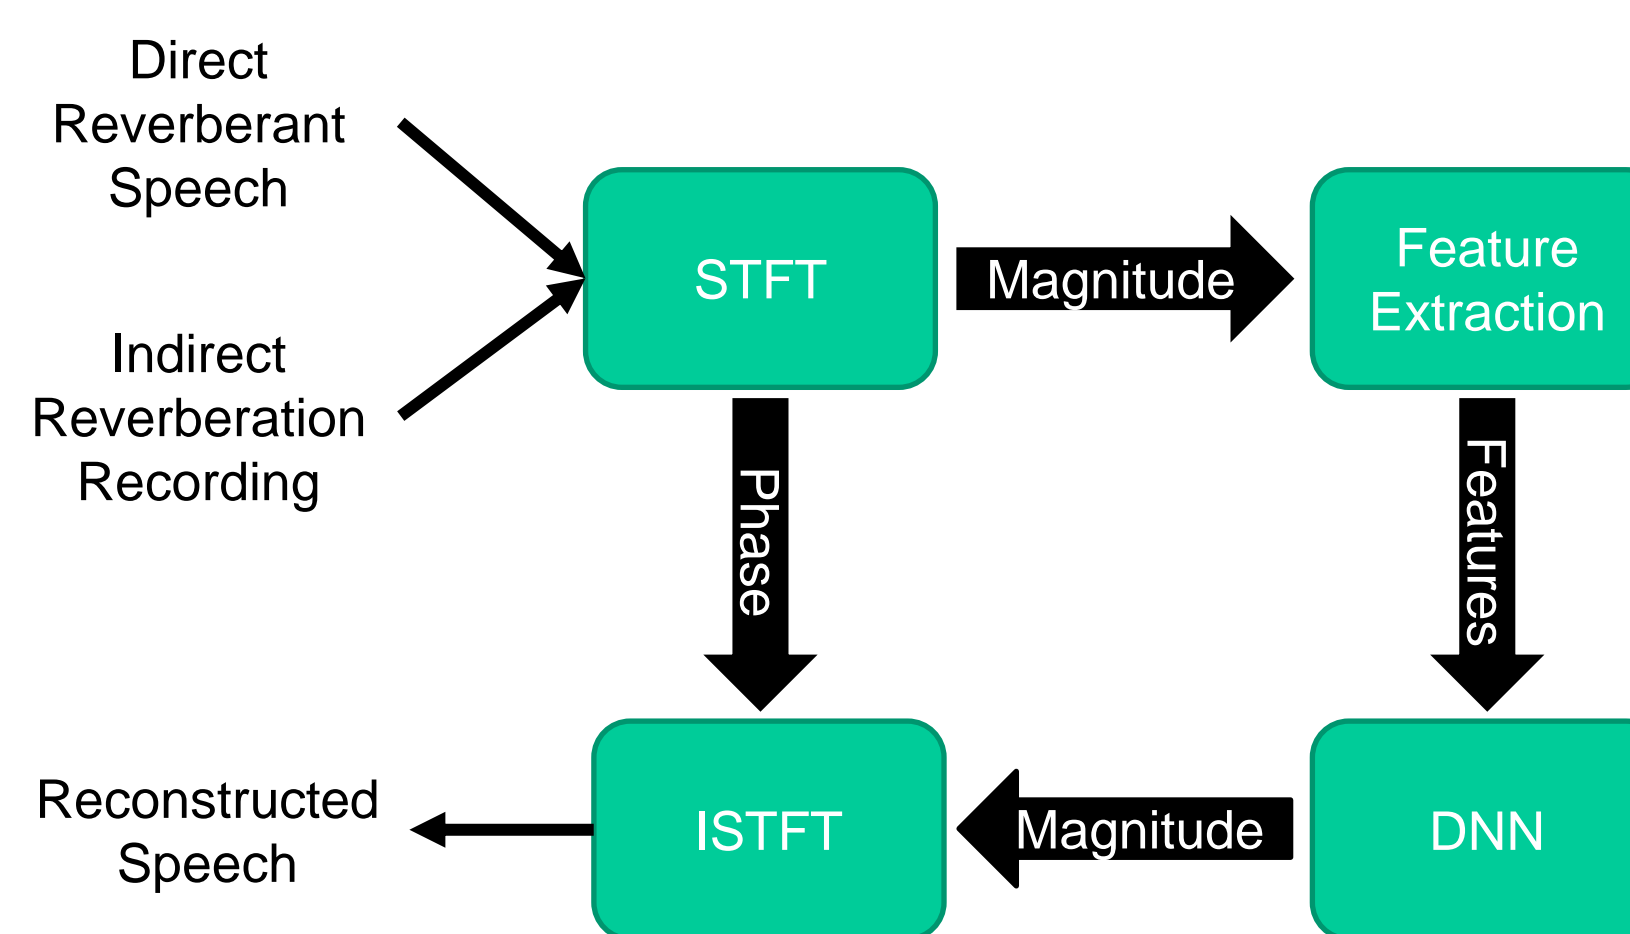 Direct
Reverberant
Speech
STFT
Magnitude
Feature
Extraction
Indirect
Reverberation
Recording
Phase
Features
Reconstructed
Speech
ISTFT
Magnitude
DNN